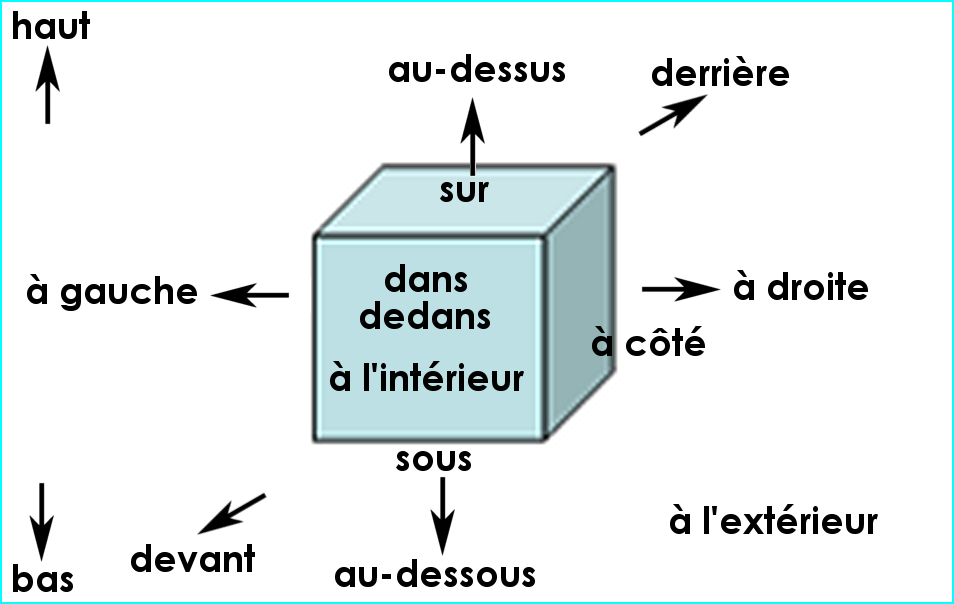 haut
au-dessus
derrière
sur
à gauche
dans
dedans
à droite
à côté
à l'intérieur
sous
à l'extérieur
devant
au-dessous
bas